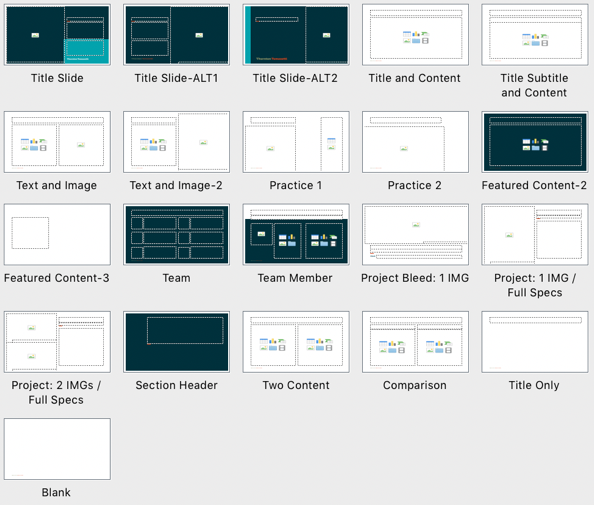 Title Slide
Title Slide-ALT1
Title Slide-ALT2
Title and Content
Title Subtitle
and Content
Text and Image
Text and Image-2
Practice 1
Practice 2
Featured Content-2
Featured Content-3
Team
Team Member
Project Bleed: 1 IMG
Project: 1 IMG /
Full Specs
Project: 2 IMGs /
Full Specs
Section Header
Two Content
Comparison
Title Only
Blank